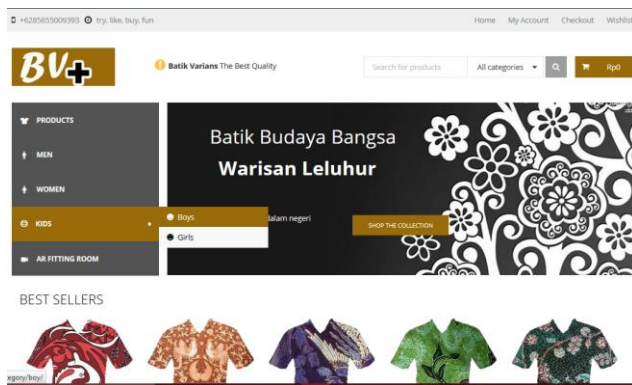 +6285655009393 try, like, buy, fun
Home My Account Checkout Wishlist
BV+
Batik Varians The Best Quality
Search for products All categories Rp0
PRODUCTS
MEN
WOMEN
KIDS
Boys
Girls
AR FITTING ROOM
Batik Budaya Bangsa
Warisan Leluhur
dalam negeri
SHOP THE COLLECTION
BEST SELLERS
egory/boy/